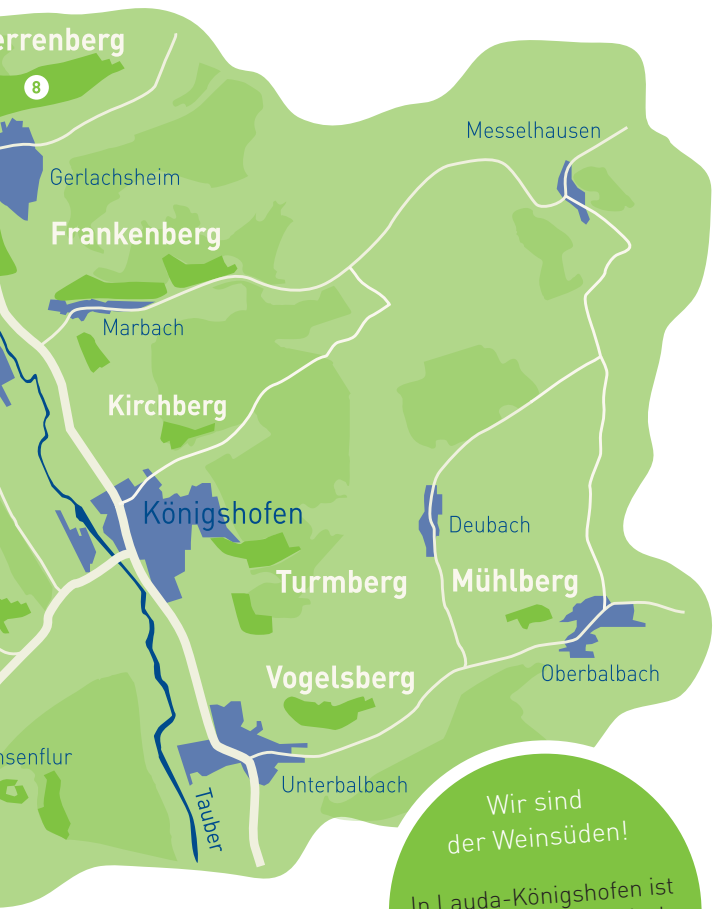 errenberg
8
Messelhausen
Gerlachsheim
Frankenberg
Marbach
Kirchberg
Königshofen
Deubach
Turmberg
Mühlberg
Vogelsberg
Oberbalbach
nsenflur
Unterbalbach
Tauber
Wir sind
der Weinsüden!
In Lauda-Königshofen ist